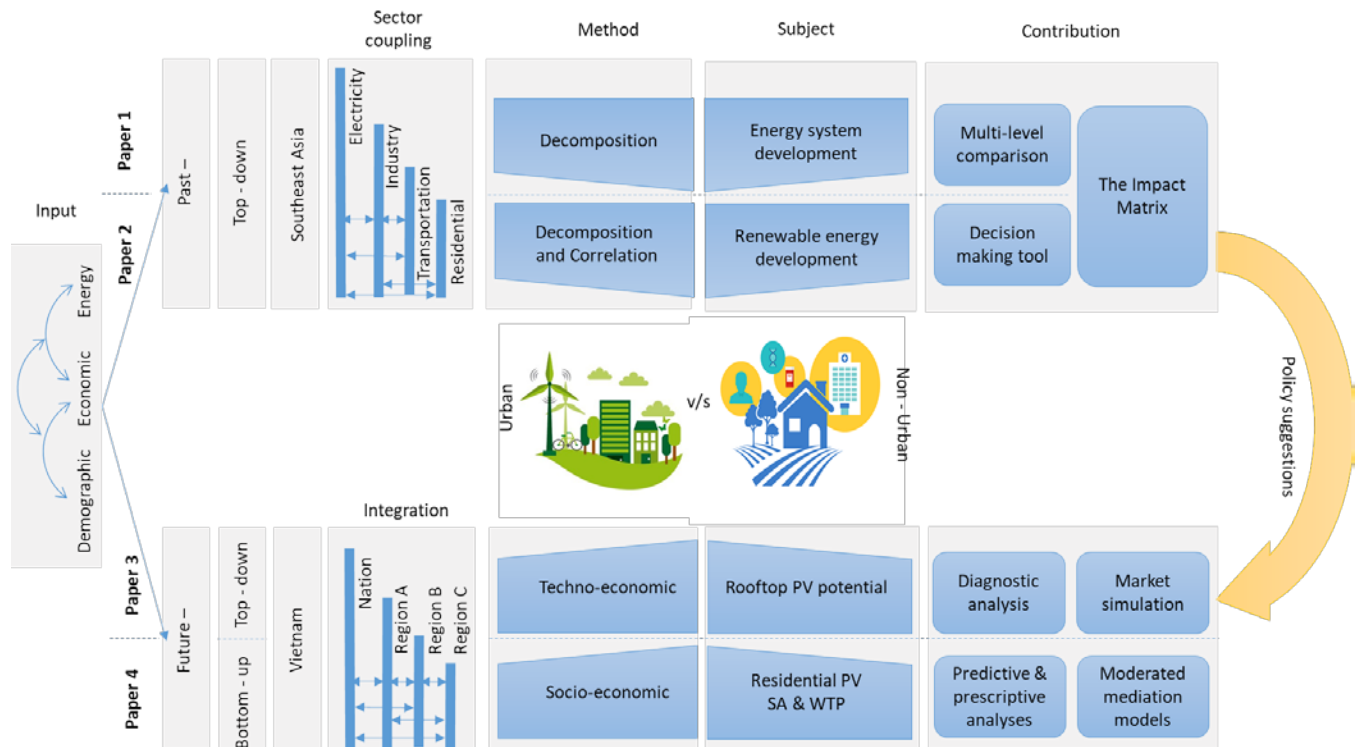 Sector
coupling
Method
Subject
Contribution
Input
Energy
Economic
Demographic
Paper 1
Paper 2
Past –
Top - down
Southeast Asia
Electricity
Industry
Transportation
Residential
Decomposition
Energy system
development
Multi-level
comparison
The Impact
Matrix
Decomposition
and Correlation
Renewable energy
development
Decision
making tool
Urban
v/s
Non - Urban
Policy suggestions
Integration
Paper 3
Paper 4
Future –
Top - down
Bottom - up
Vietnam
Nation
Region A
Region B
Region C
Techno-economic
Rooftop PV potential
Diagnostic
analysis
Market
simulation
Socio-economic
Residential PV
SA & WTP
Predictive &
prescriptive
analyses
Moderated
mediation
models